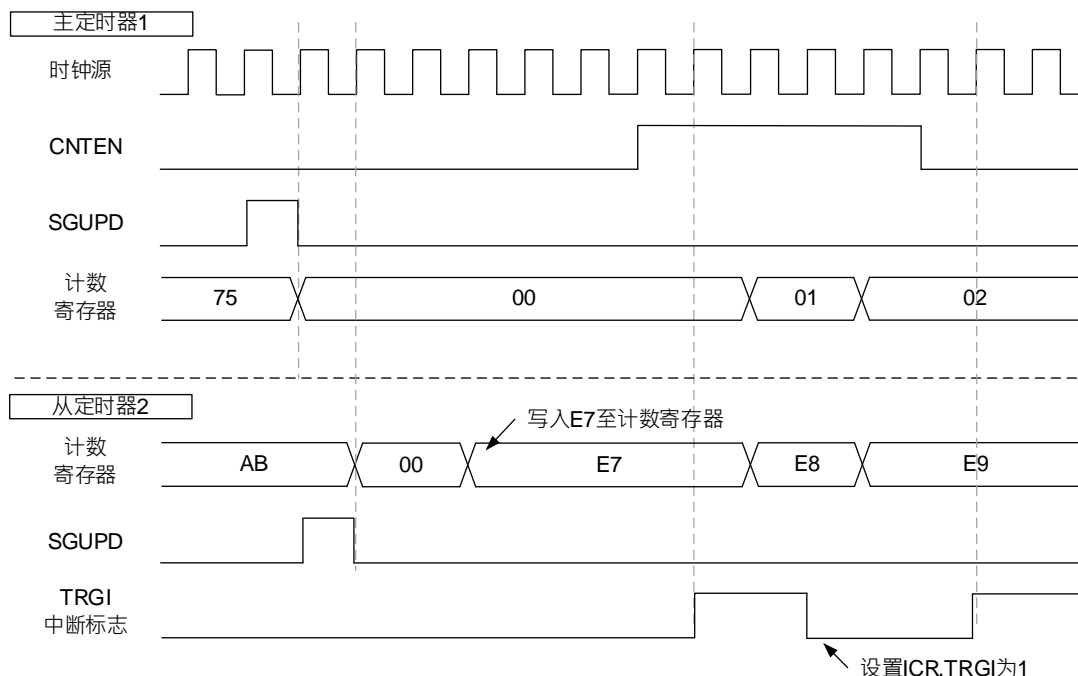 主定时器1
时钟源
CNTEN
SGUPD
计数
寄存器
75
00
01
02
从定时器2
写入E7至计数寄存器
计数
寄存器
AB
00
E7
E8
E9
SGUPD
TRGI
中断标志
设置ICR.TRGI为1